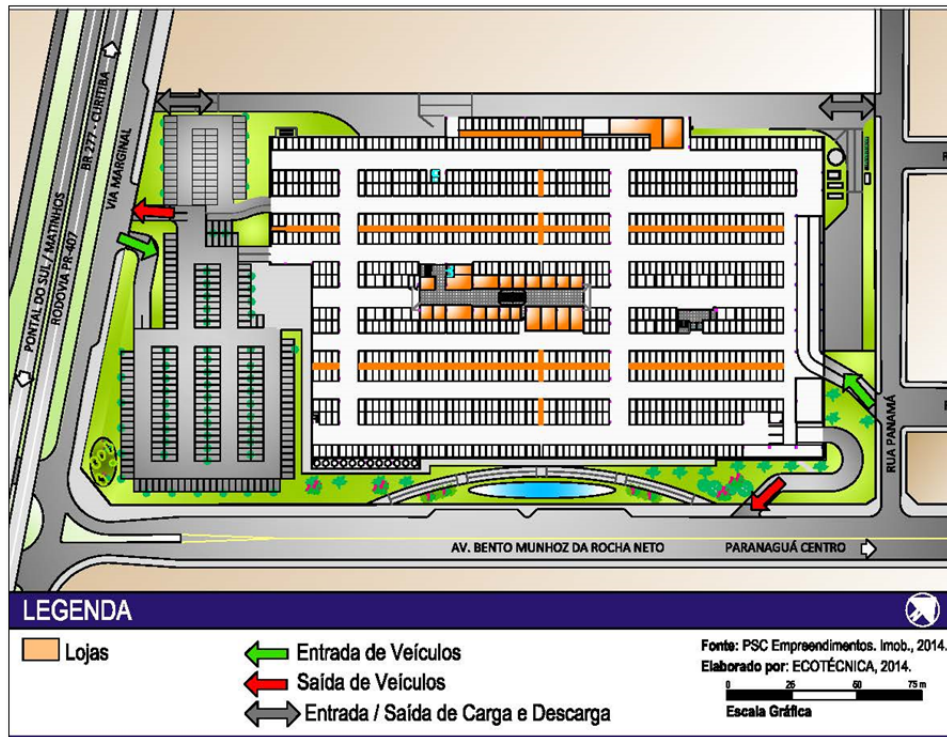 BR 277 - CURITIBA
VIA MARGINAL
PONTAL DO SUL / MATINHOS
RODOVIA PR-407
RUA PANAMÁ
AV. BENTO MUNHOZ DA ROCHA NETO
PARANAGUÁ CENTRO
LEGENDA
Lojas
Entrada de Veículos
Saída de Veículos
Entrada / Saída de Carga e Descarga
Fonte: PSC Empreendimentos. Imob., 2014.
Elaborado por: ECOTÉCNICA, 2014.
0 25 50 75 m
Escala Gráfica